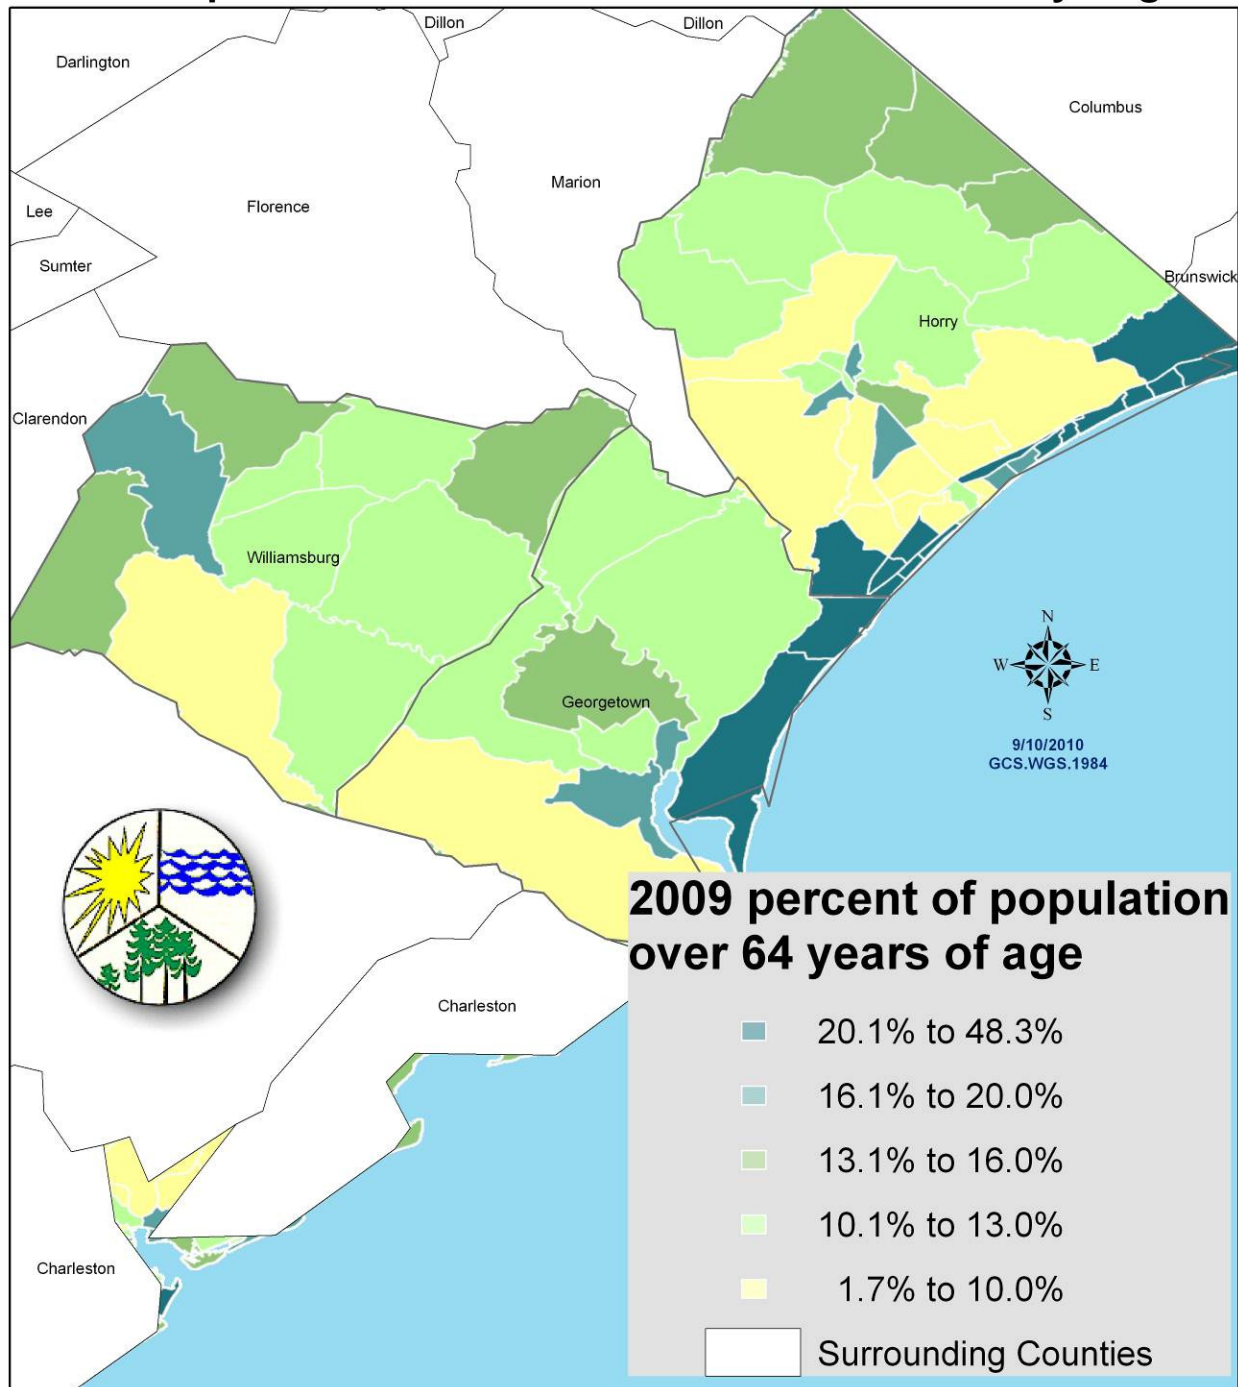 Dillon
Dillon
Darlington
Columbus
Marion
Lee
Florence
Sumter
Brunswick
Horry
Clarendon
Williamsburg
Georgetown
N
W
E
S
9/10/2010
GCS.WGS.1984
2009 percent of population
over 64 years of age
20.1% to 48.3%
16.1% to 20.0%
13.1% to 16.0%
10.1% to 13.0%
1.7% to 10.0%
Surrounding Counties
Charleston
Charleston